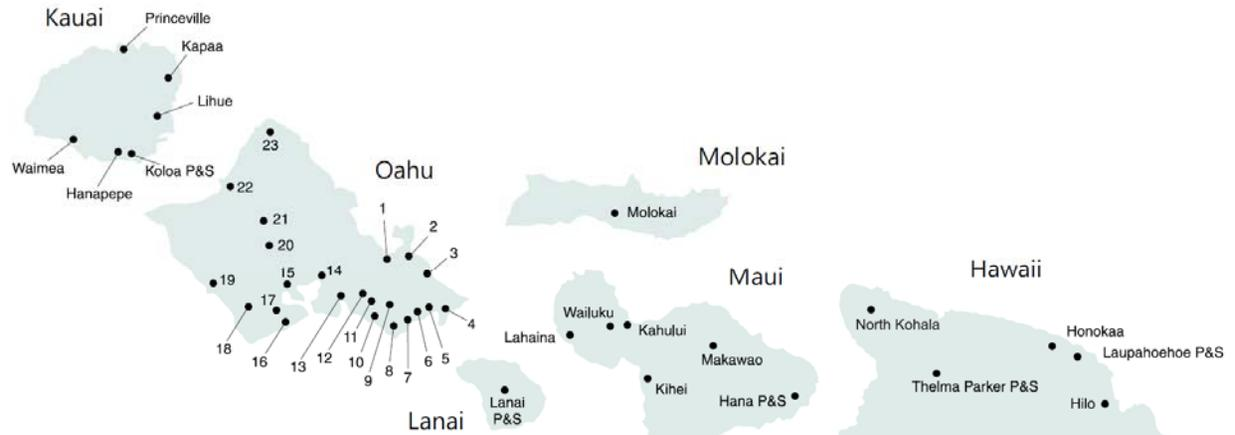 Kauai
Princeville
Kapaa
Lihue
Waimea
Hanapepe
Koloa P&S
Oahu
23
22
21
20
19
18
17
16
15
14
13
12
11
10
9
8
7
6
5
4
3
2
1
Molokai
Molokai
Lanai
Lanai
P&S
Maui
Wailuku
Kahului
Lahaina
Makawao
Kihei
Hana P&S
Hawaii
North Kohala
Honokaa
Laupahoehoe P&S
Thelma Parker P&S
Hilo